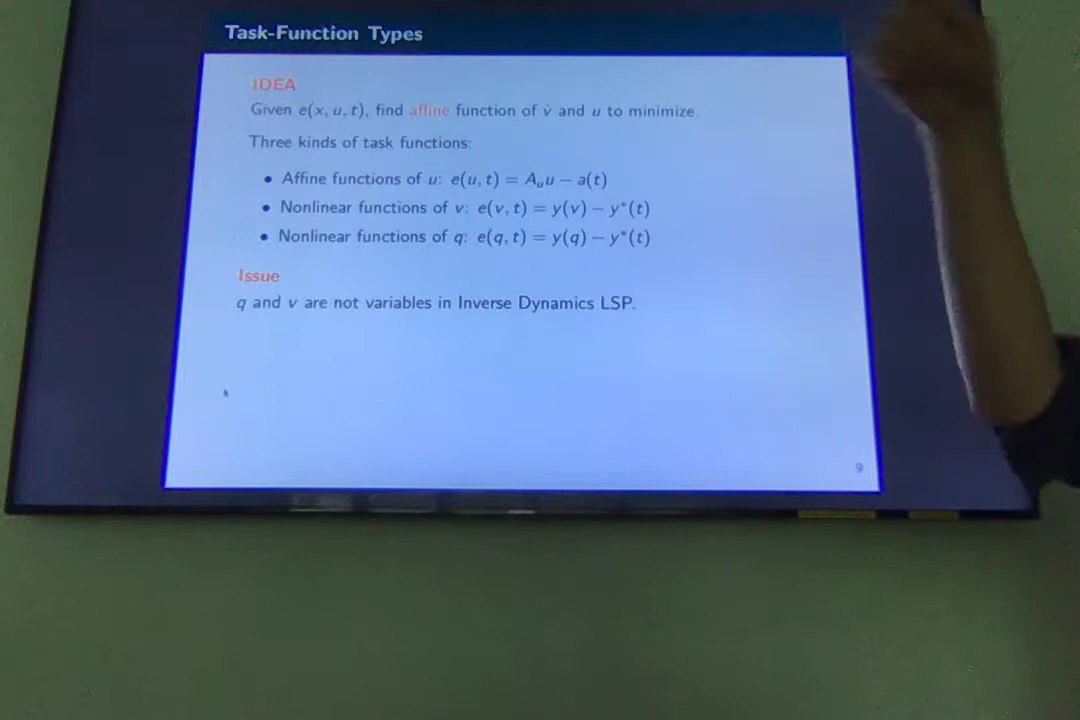 Task-Function Types
IDEA
Given e(x, u, t), find affine function of v̇ and u to minimize.
Three kinds of task functions:
• Affine functions of u: e(u, t) = Aᵤu − a(t)
• Nonlinear functions of v: e(v, t) = y(v) − y*(t)
• Nonlinear functions of q: e(q, t) = y(q) − y*(t)
Issue
q and v are not variables in Inverse Dynamics LSP.
9